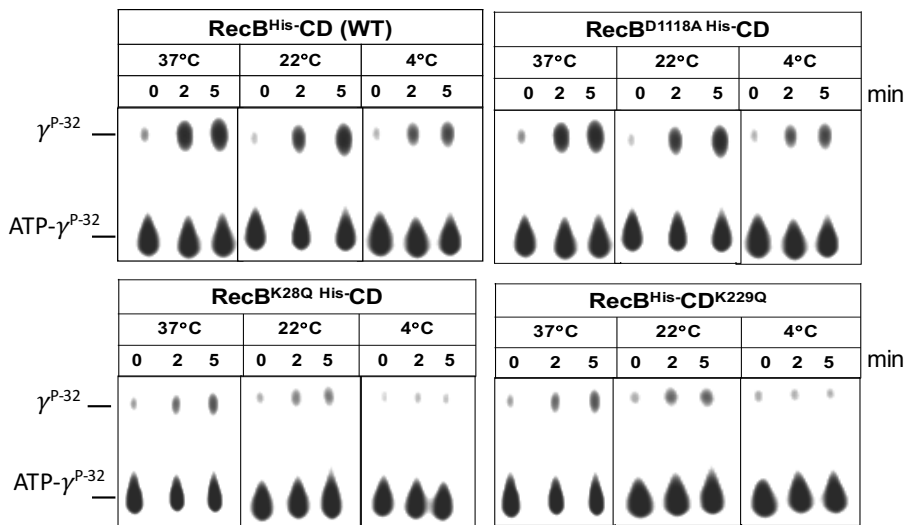 RecB^His-CD (WT)
37°C 22°C 4°C
0 2 5 0 2 5 0 2 5
γ^P-32
ATP-γ^P-32
RecB^D1118A His-CD
37°C 22°C 4°C
0 2 5 0 2 5 0 2 5 min
RecB^K28Q His-CD
37°C 22°C 4°C
0 2 5 0 2 5 0 2 5
γ^P-32
ATP-γ^P-32
RecB^His-CD^K229Q
37°C 22°C 4°C
0 2 5 0 2 5 0 2 5 min